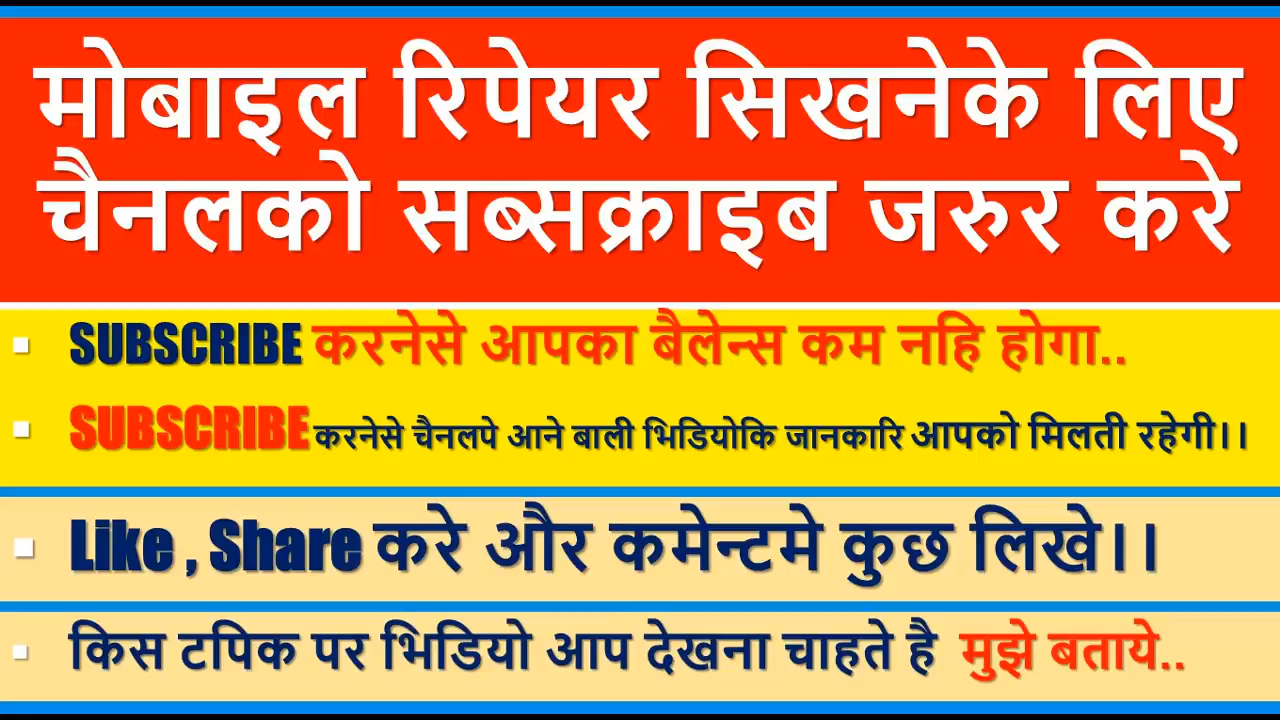 मोबाइल रिपेयर सिखनेके लिए
चैनलको सब्सक्राइब जरुर करे
SUBSCRIBE करनेसे आपका बैलेन्स कम नहि होगा..
SUBSCRIBE करनेसे चैनलपे आने बाली भिडियोकि जानकारि आपको मिलती रहेगी।।
Like , Share करे और कमेन्टमे कुछ लिखे।।
किस टपिक पर भिडियो आप देखना चाहते है मुझे बताये..